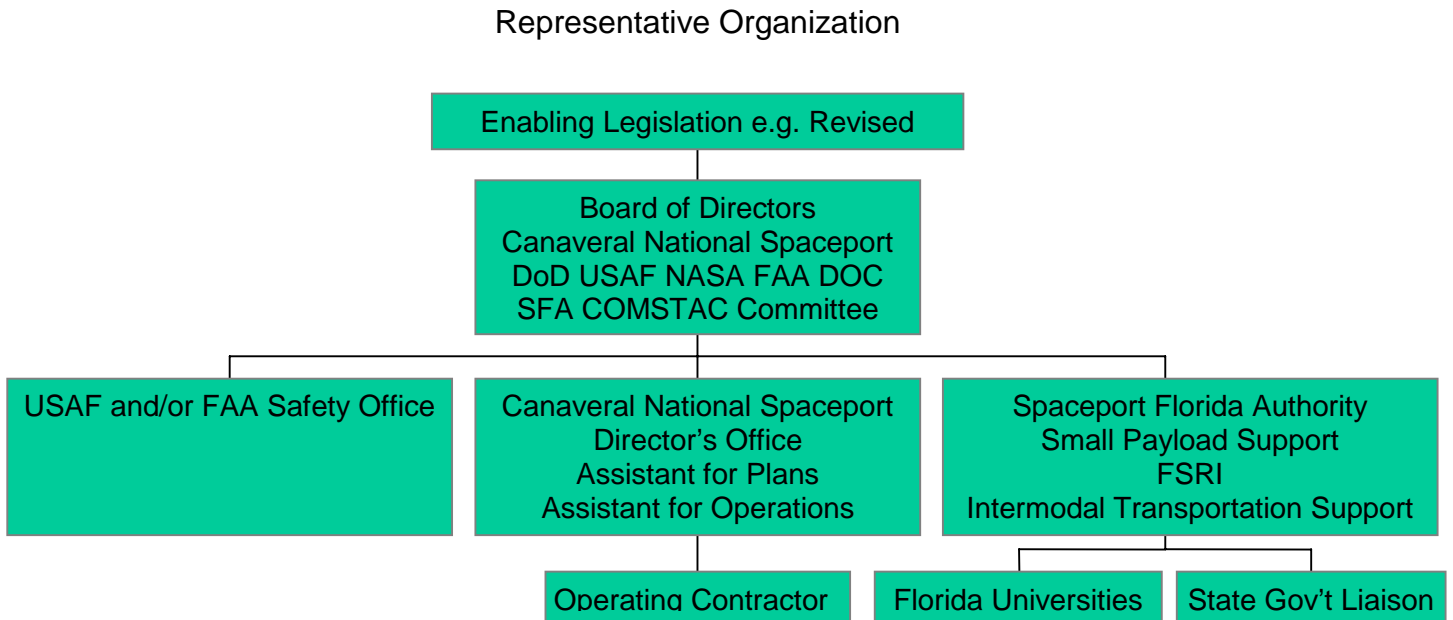 Representative Organization
Enabling Legislation e.g. Revised
Board of Directors
Canaveral National Spaceport
DoD USAF NASA FAA DOC
SFA COMSTAC Committee
USAF and/or FAA Safety Office
Canaveral National Spaceport
Director's Office
Assistant for Plans
Assistant for Operations
Spaceport Florida Authority
Small Payload Support
FSRI
Intermodal Transportation Support
Operating Contractor
Florida Universities
State Gov't Liaison